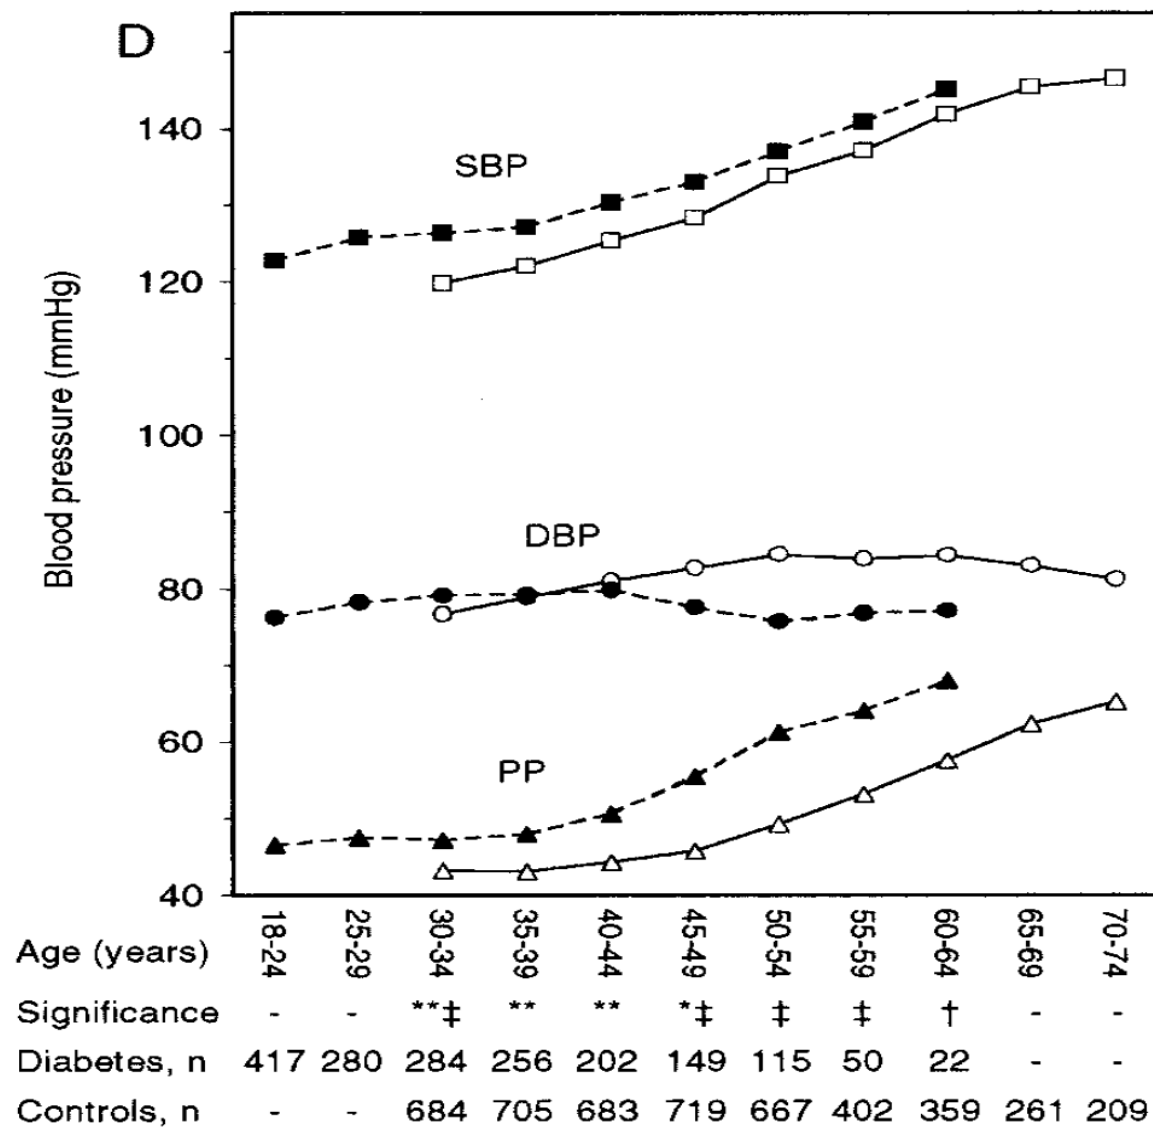 D
140
SBP
120
Blood pressure (mmHg)
100
DBP
80
60
PP
40
Age (years) 18-24 25-29 30-34 35-39 40-44 45-49 50-54 55-59 60-64 65-69 70-74
Significance - - **‡ ** ** *‡ ‡ ‡ † - -
Diabetes, n 417 280 284 256 202 149 115 50 22 - -
Controls, n - - 684 705 683 719 667 402 359 261 209